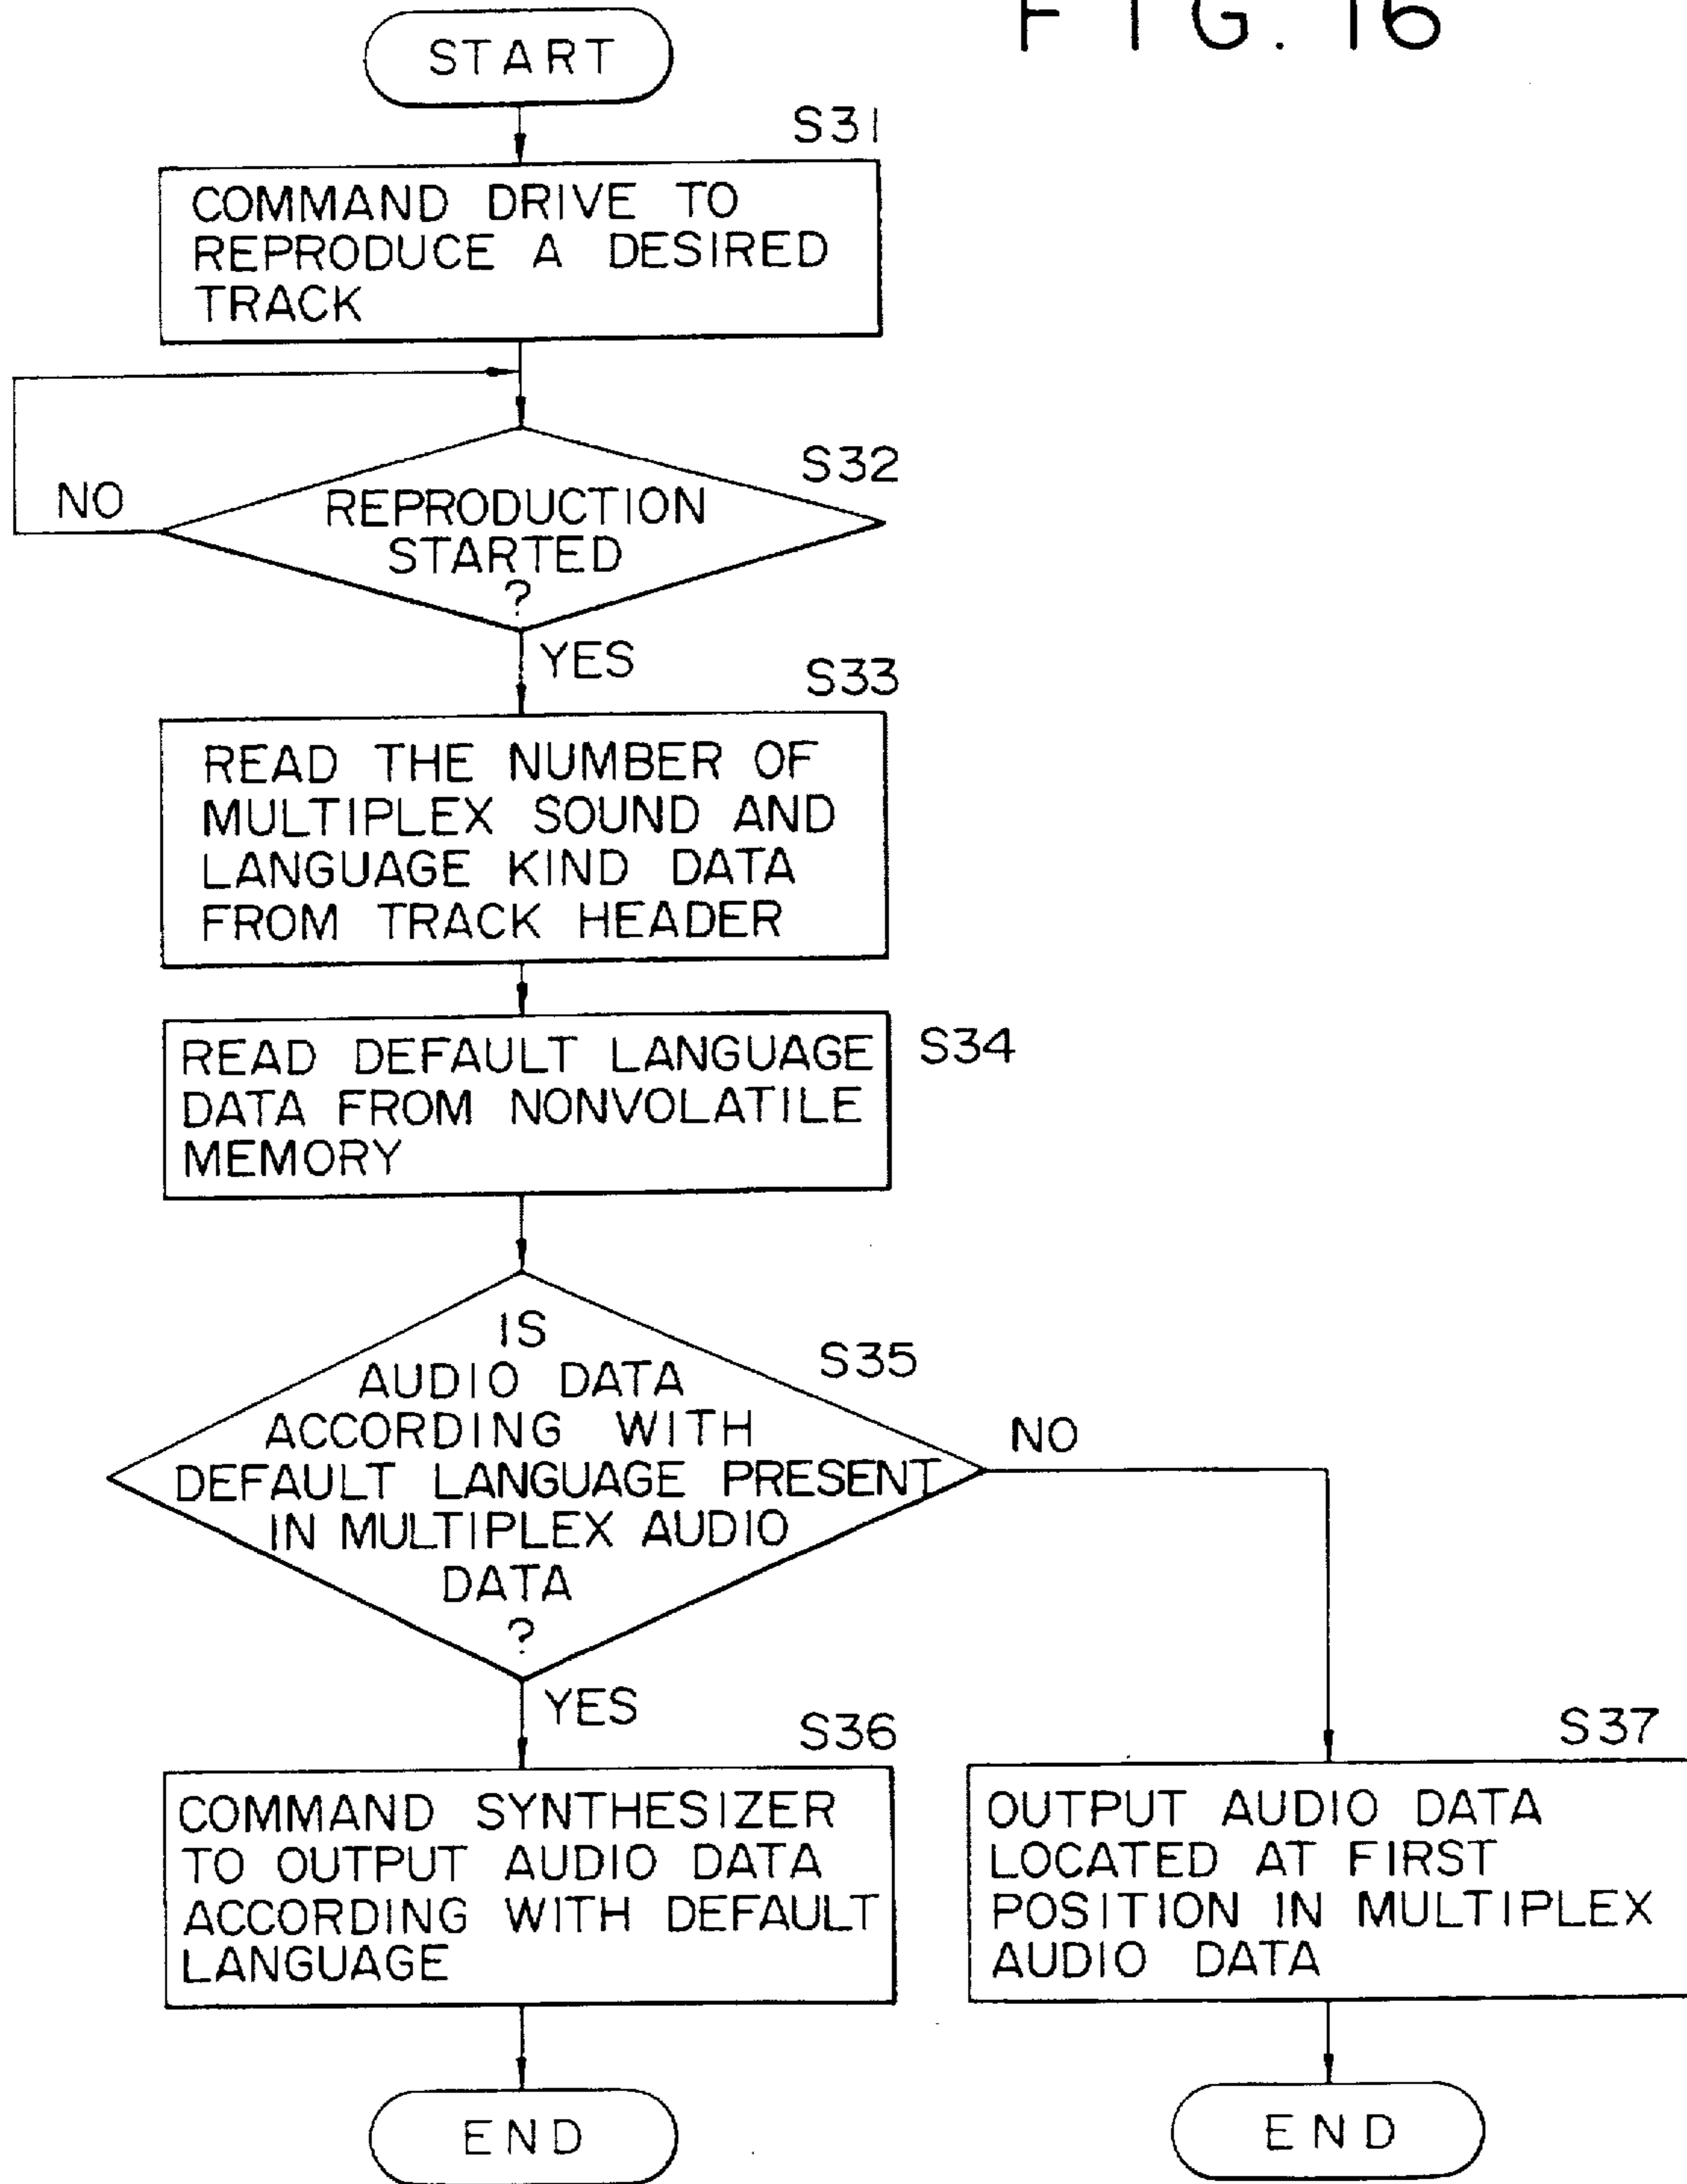 FIG. 16
START
S31
COMMAND DRIVE TO
REPRODUCE A DESIRED
TRACK
S32
NO
REPRODUCTION
STARTED
?
YES
S33
READ THE NUMBER OF
MULTIPLEX SOUND AND
LANGUAGE KIND DATA
FROM TRACK HEADER
S34
READ DEFAULT LANGUAGE
DATA FROM NONVOLATILE
MEMORY
IS
AUDIO DATA
ACCORDING WITH
DEFAULT LANGUAGE PRESENT
IN MULTIPLEX AUDIO
DATA
?
S35
NO
YES
S36
COMMAND SYNTHESIZER
TO OUTPUT AUDIO DATA
ACCORDING WITH DEFAULT
LANGUAGE
S37
OUTPUT AUDIO DATA
LOCATED AT FIRST
POSITION IN MULTIPLEX
AUDIO DATA
END
END